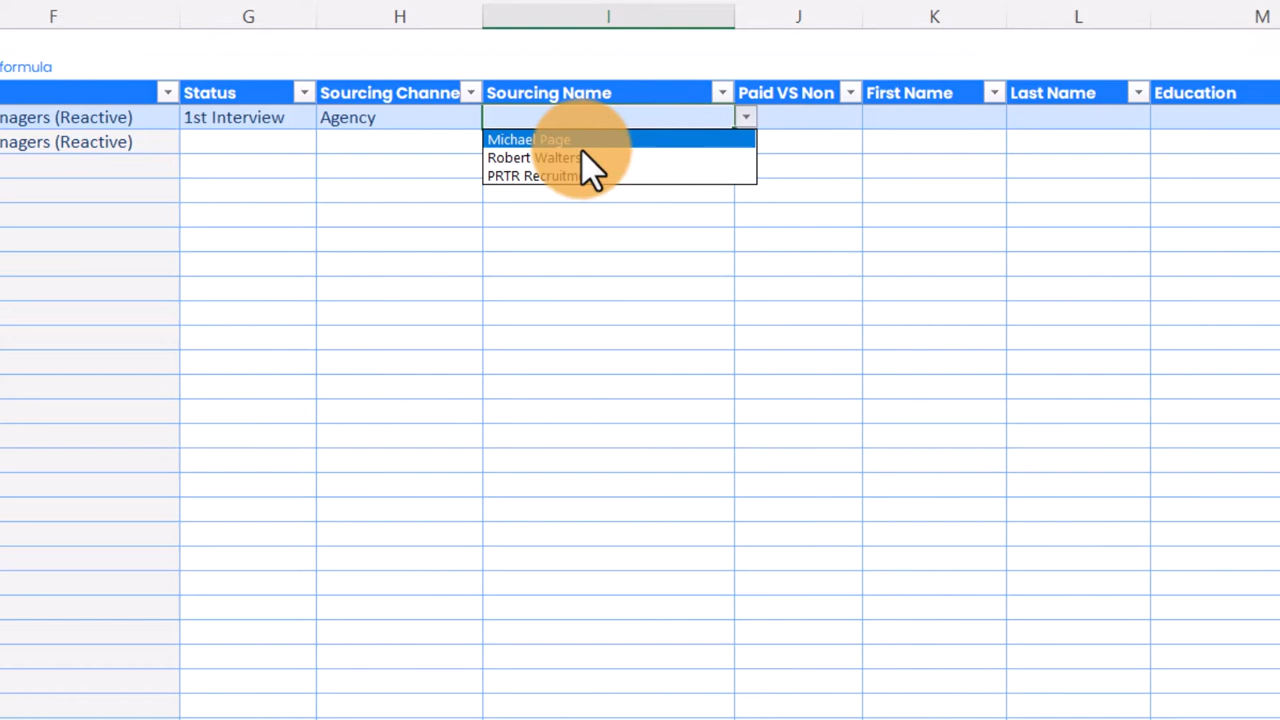 F G H I J K L M
formula
Status Sourcing Channe Sourcing Name Paid VS Non First Name Last Name Education
nagers (Reactive) 1st Interview Agency
Michael Page
nagers (Reactive)
Robert Walters
PRTR Recruitm